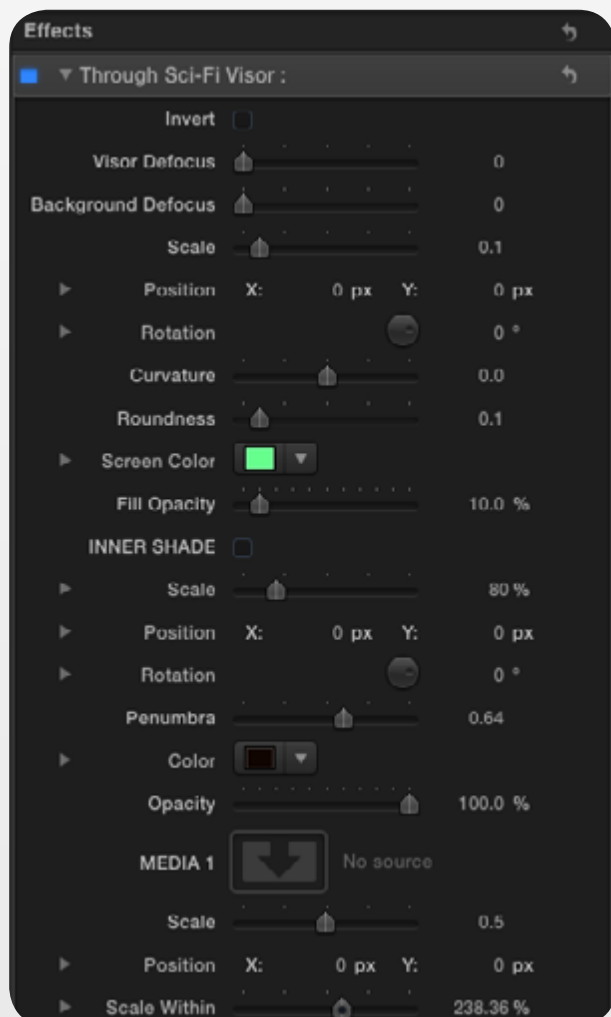 Effects
Through Sci-Fi Visor :
Invert
Visor Defocus 0
Background Defocus 0
Scale 0.1
Position X: 0 px Y: 0 px
Rotation 0 °
Curvature 0.0
Roundness 0.1
Screen Color
Fill Opacity 10.0 %
INNER SHADE
Scale 80 %
Position X: 0 px Y: 0 px
Rotation 0 °
Penumbra 0.64
Color
Opacity 100.0 %
MEDIA 1 No source
Scale 0.5
Position X: 0 px Y: 0 px
Scale Within 238.36 %